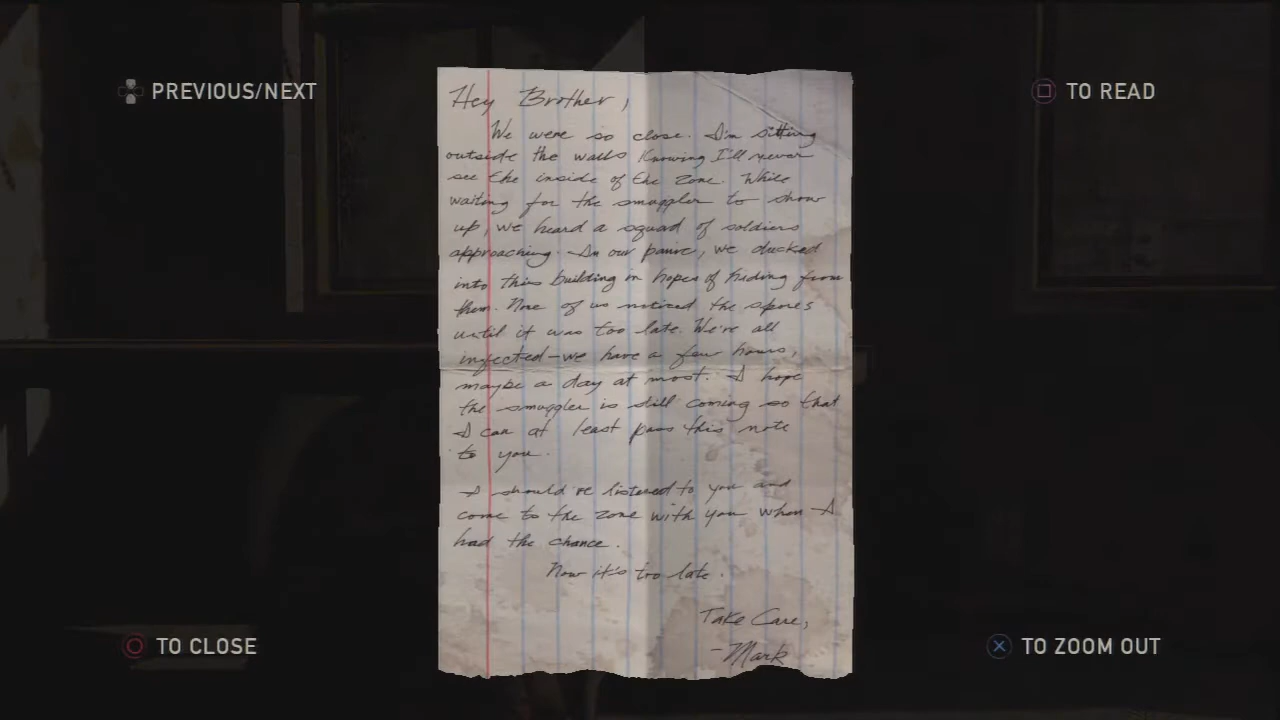 PREVIOUS/NEXT
TO READ
Hey Brother,
We were so close. I'm sitting
outside the walls knowing I'll never
see the inside of the zone. While
waiting for the smuggler to show
up, we heard a squad of soldiers
approaching. In our panic, we ducked
into this building in hopes of hiding from
them. None of us noticed the spores
until it was too late. We're all
infected - we have a few hours,
maybe a day at most. I hope
the smuggler is still coming so that
I can at least pass this note
to you.
I should've listened to you and
come to the zone with you when I
had the chance.
Now it's too late.
Take Care,
-Mark
TO CLOSE
TO ZOOM OUT